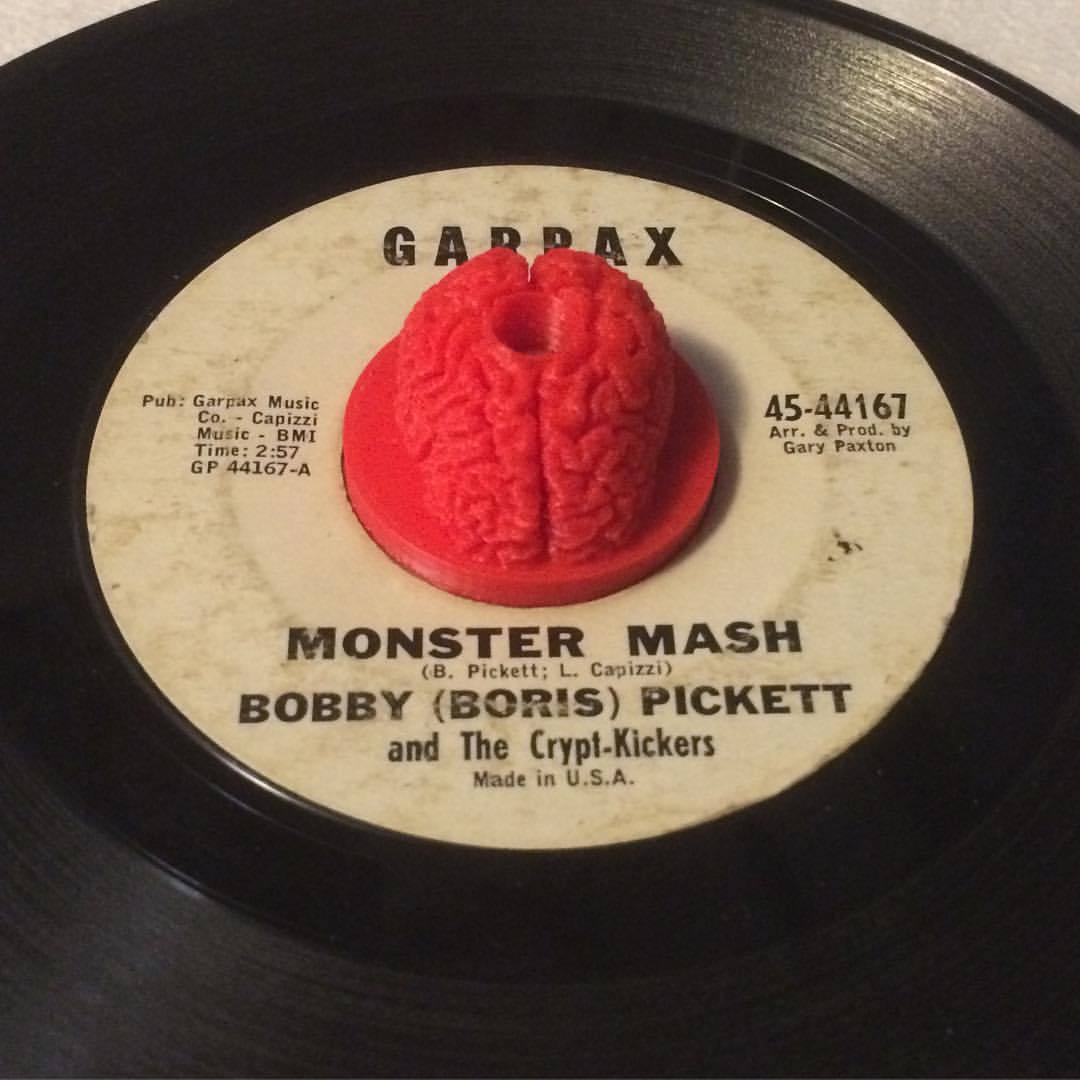 GARPAX
Pub: Garpax Music
Co. - Capizzi
Music - BMI
Time: 2:57
GP 44167-A
45-44167
Arr. & Prod. by
Gary Paxton
MONSTER MASH
(B. Pickett; L. Capizzi)
BOBBY (BORIS) PICKETT
and The Crypt-Kickers
Made in U.S.A.